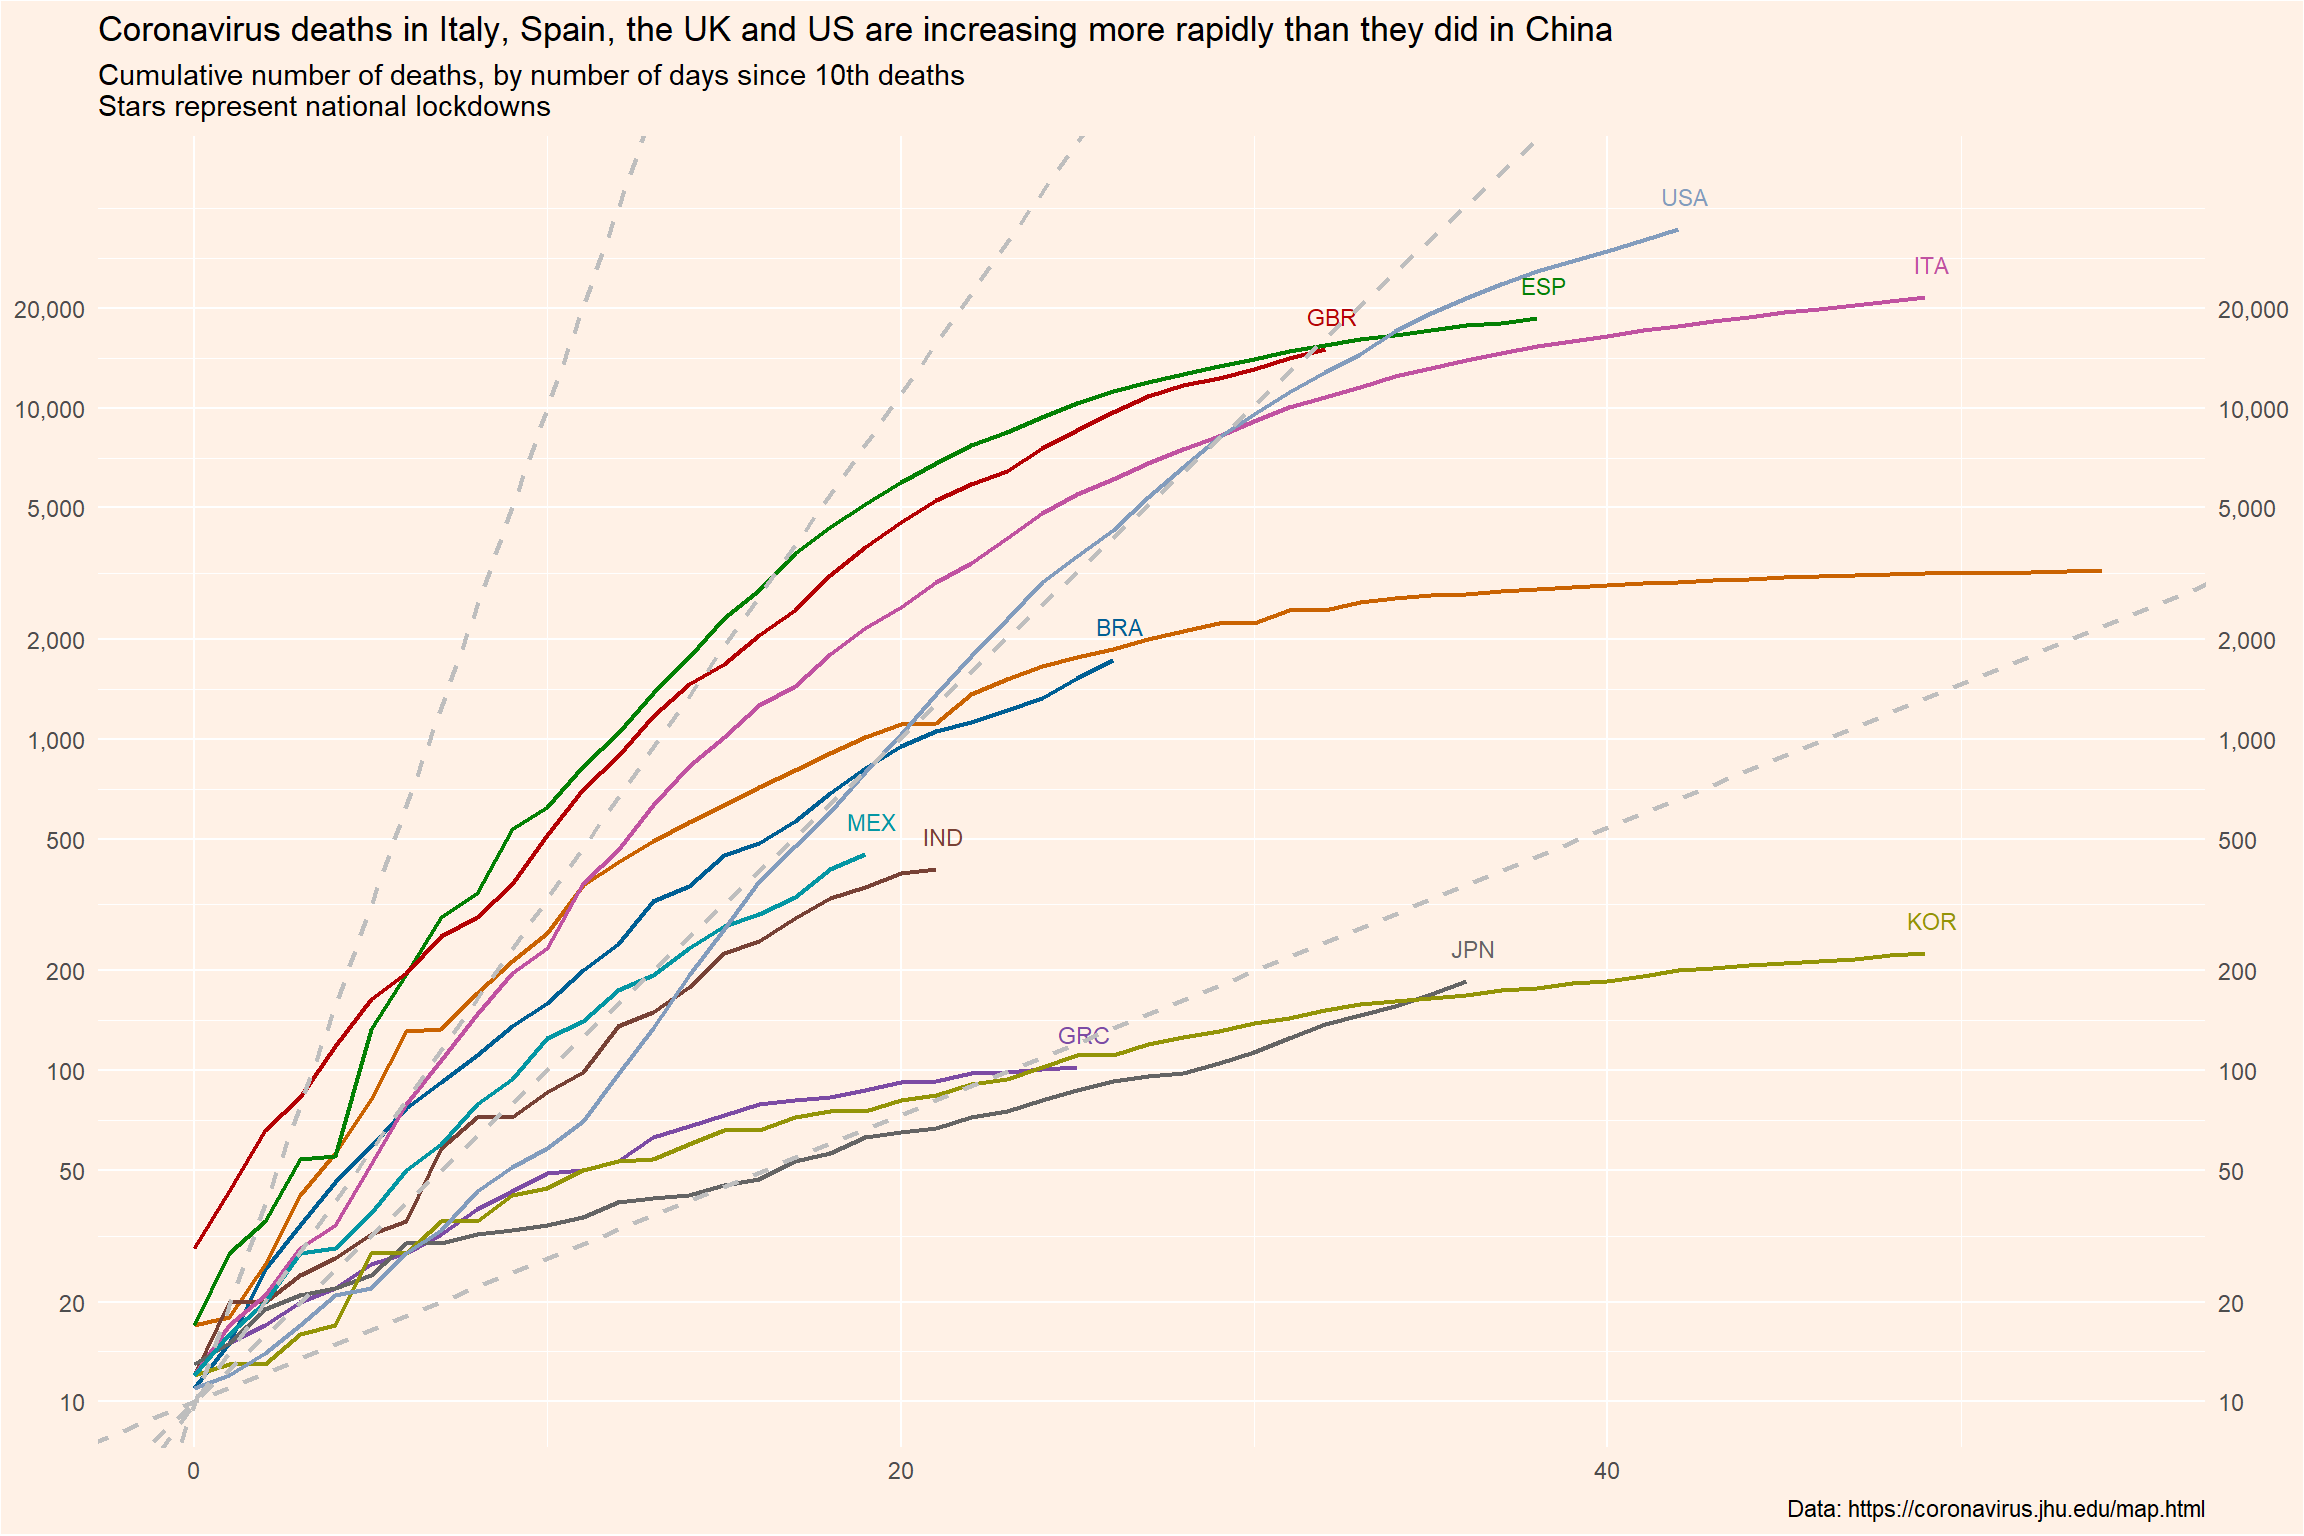 Coronavirus deaths in Italy, Spain, the UK and US are increasing more rapidly than they did in China
Cumulative number of deaths, by number of days since 10th deaths
Stars represent national lockdowns
USA
ITA
ESP
GBR
20,000 20,000
10,000 10,000
5,000 5,000
BRA
2,000 2,000
1,000 1,000
MEX
IND
500 500
KOR
JPN
200 200
GRC
100 100
50 50
20 20
10 10
0 20 40
Data: https://coronavirus.jhu.edu/map.html